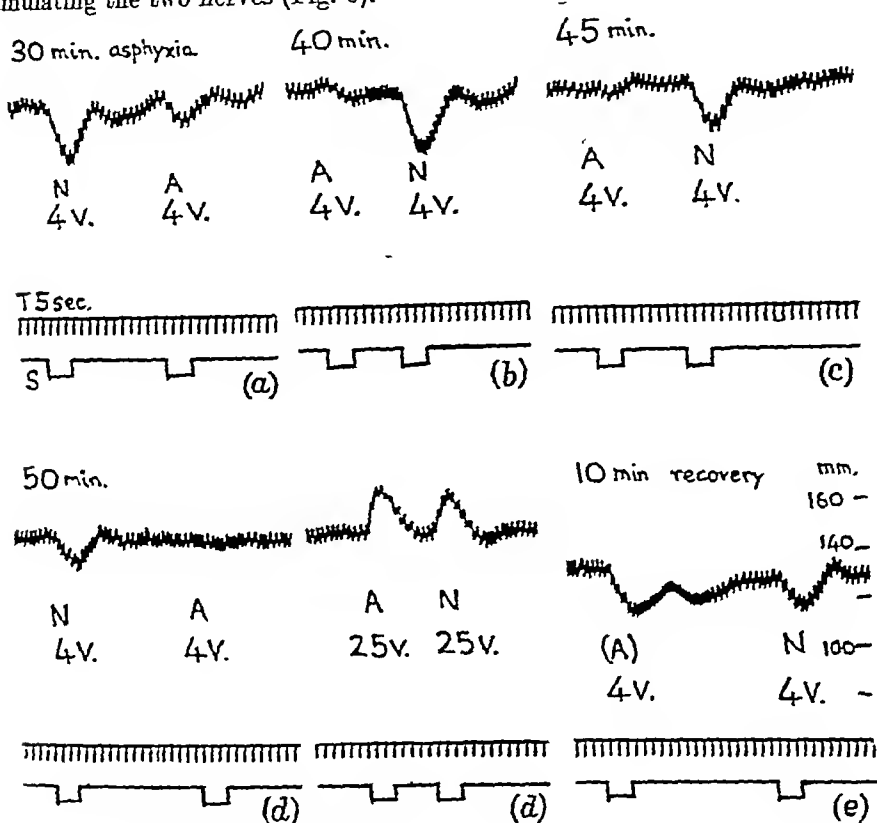 mulating the two nerves (Fig. 6).
30 min. asphyxia
40 min.
45 min.
N
4V.
A
4V.
A
4V.
N
4V.
A
4V.
N
4V.
T 5 sec.
S
(a)
(b)
(c)
50 min.
10 min recovery
mm.
160 –
140 –
–
100 –
–
N
4V.
A
4V.
A
25V.
N
25V.
(A)
4V.
N
4V.
(d)
(d)
(e)